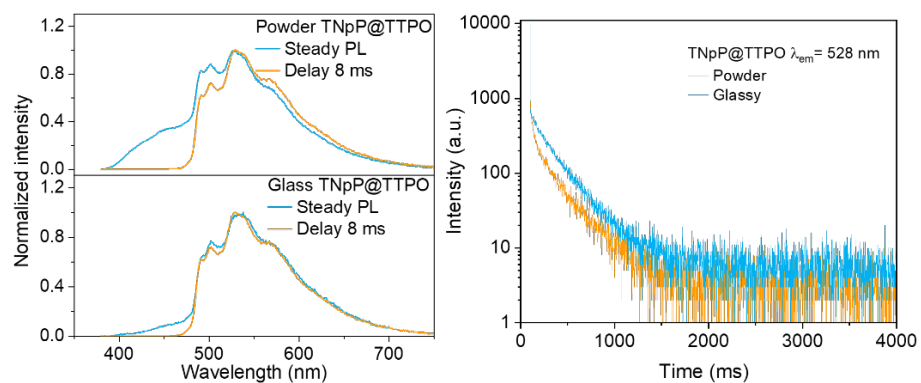 Powder TNpP@TTPO
Steady PL
Delay 8 ms
1.2
0.8
0.4
0.0
Glass TNpP@TTPO
Steady PL
Delay 8 ms
1.2
0.8
0.4
0.0
400 500 600 700
Wavelength (nm)
Normalized intensity
TNpP@TTPO λem= 528 nm
Powder
Glassy
10000
1000
100
10
1
0 1000 2000 3000 4000
Time (ms)
Intensity (a.u.)